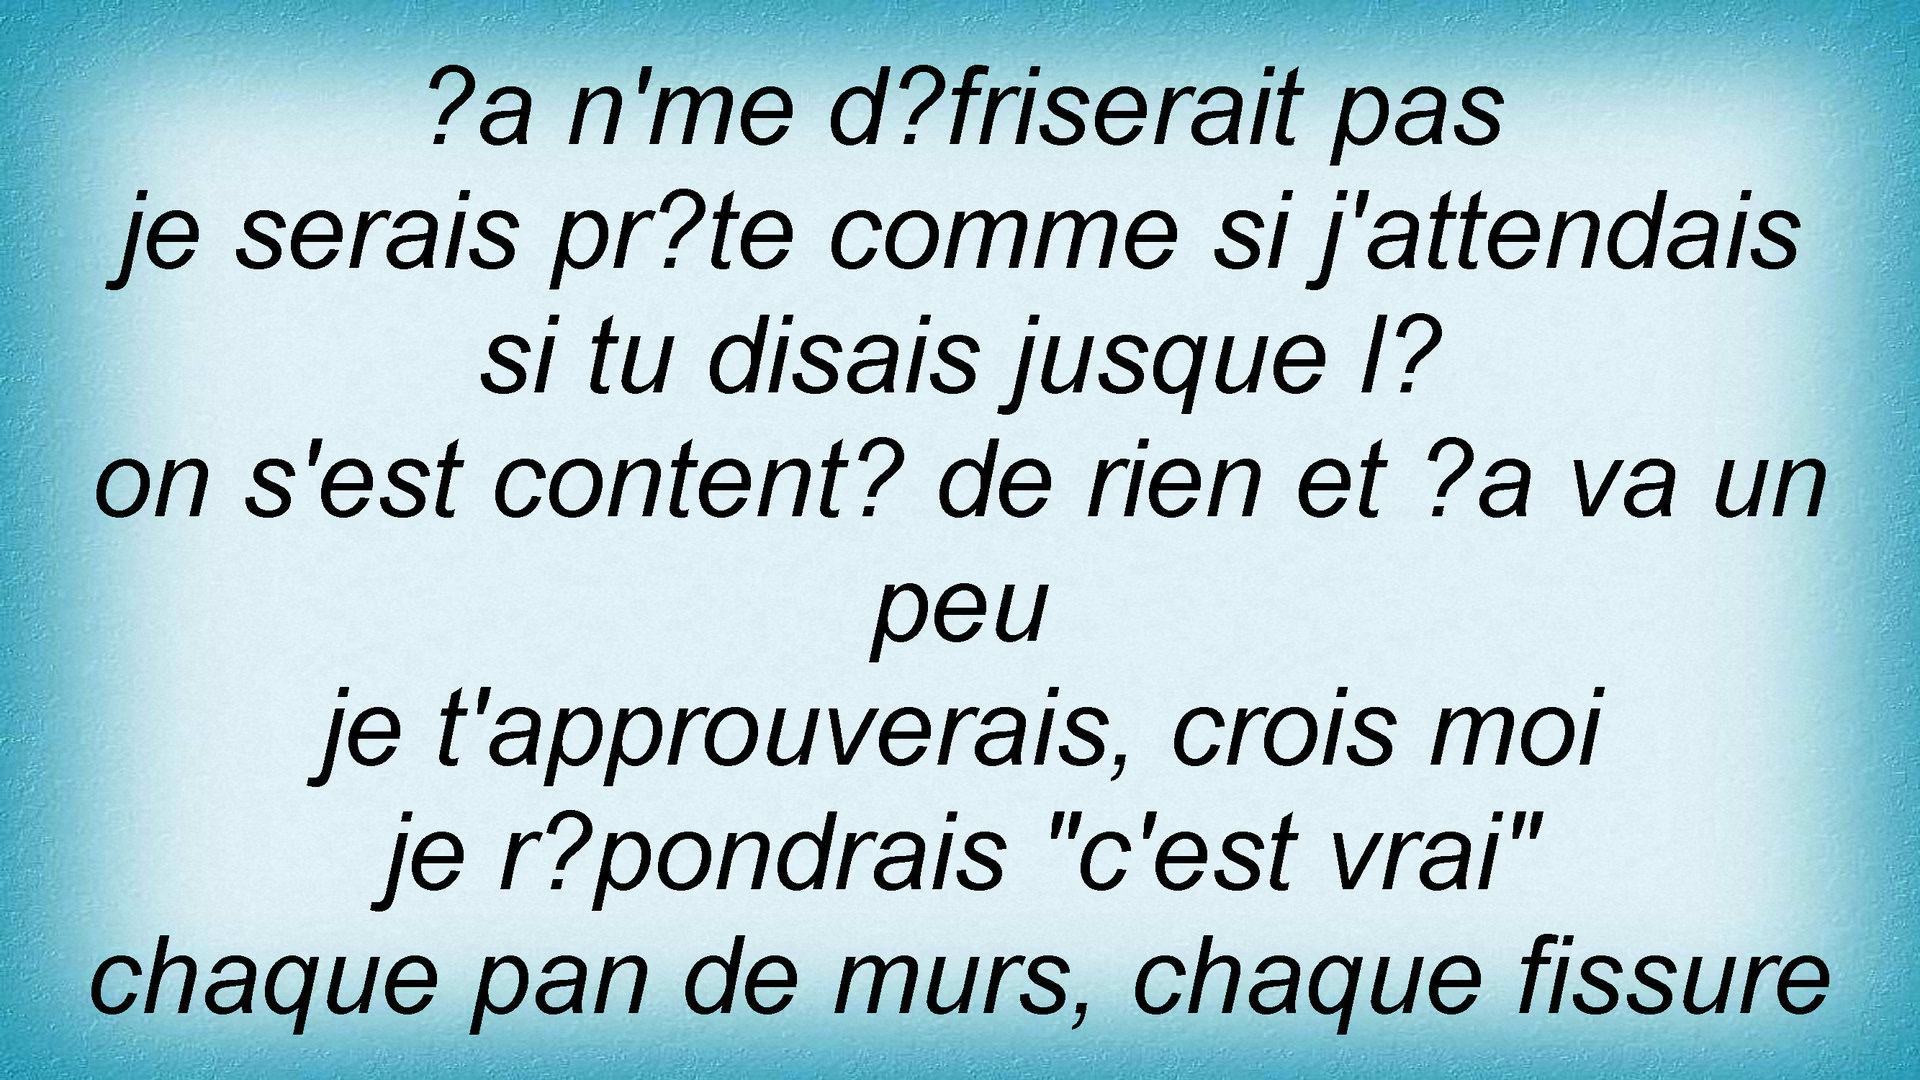 ?a n'me d?friserait pas
je serais pr?te comme si j'attendais
si tu disais jusque l?
on s'est content? de rien et ?a va un
peu
je t'approuverais, crois moi
je r?pondrais "c'est vrai"
chaque pan de murs, chaque fissure